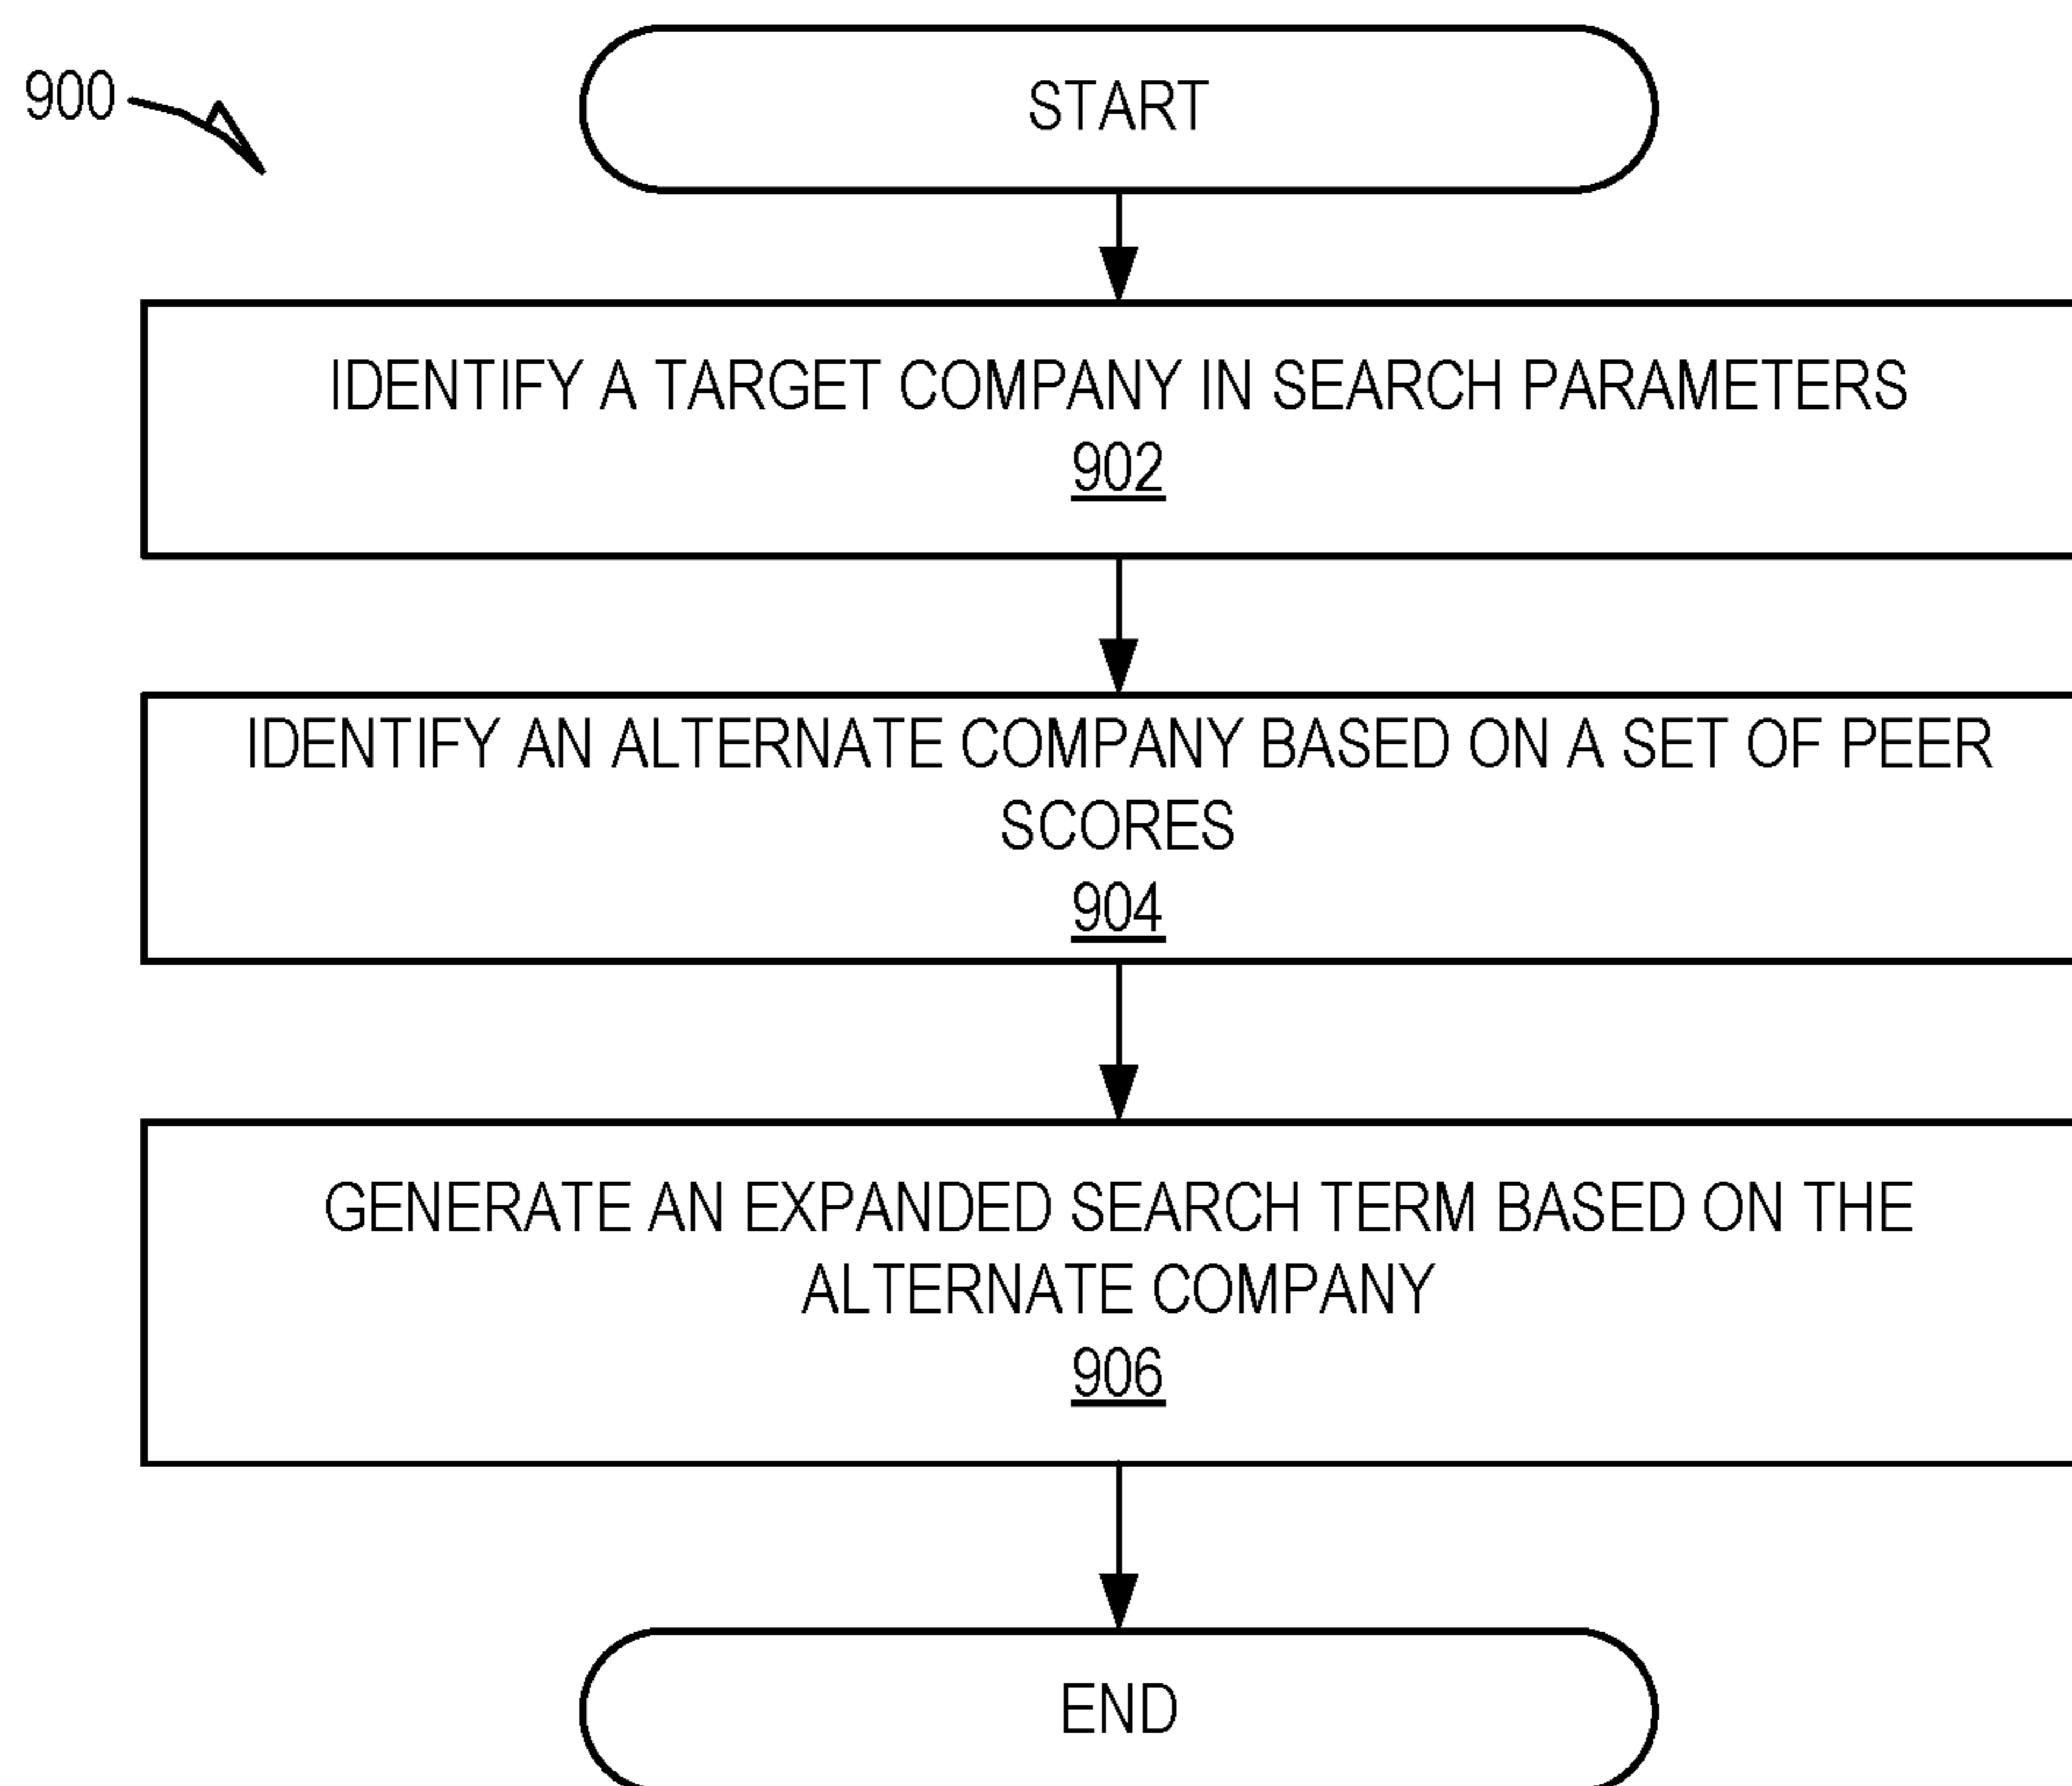 900
START
IDENTIFY A TARGET COMPANY IN SEARCH PARAMETERS
902
IDENTIFY AN ALTERNATE COMPANY BASED ON A SET OF PEER
SCORES
904
GENERATE AN EXPANDED SEARCH TERM BASED ON THE
ALTERNATE COMPANY
906
END